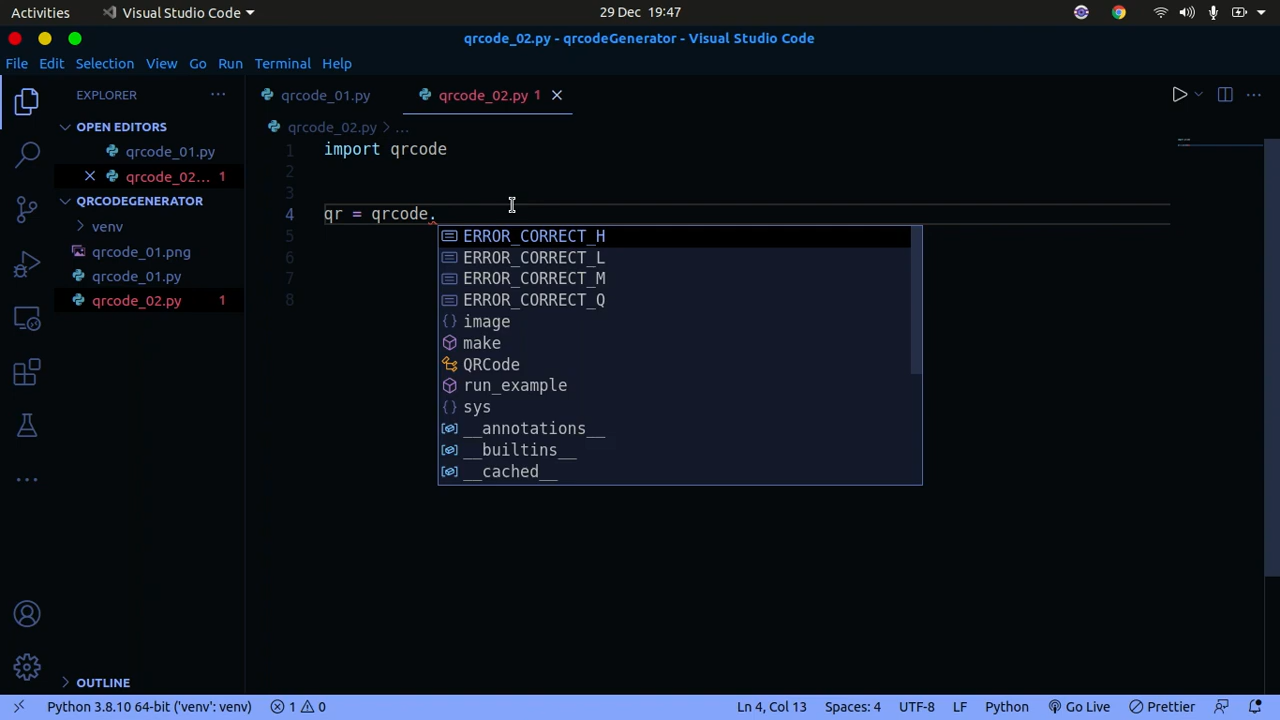 Activities Visual Studio Code 29 Dec 19:47
qrcode_02.py - qrcodeGenerator - Visual Studio Code
File Edit Selection View Go Run Terminal Help
EXPLORER ...
OPEN EDITORS
qrcode_01.py
qrcode_02... 1
QRCODEGENERATOR
venv
qrcode_01.png
qrcode_01.py
qrcode_02.py 1
OUTLINE
qrcode_01.py qrcode_02.py 1
qrcode_02.py > ...
1 import qrcode
2
3
4 qr = qrcode.
5
6
7
8
ERROR_CORRECT_H
ERROR_CORRECT_L
ERROR_CORRECT_M
ERROR_CORRECT_Q
image
make
QRCode
run_example
sys
__annotations__
__builtins__
__cached__
Python 3.8.10 64-bit ('venv': venv) 1 0 Ln 4, Col 13 Spaces: 4 UTF-8 LF Python Go Live Prettier